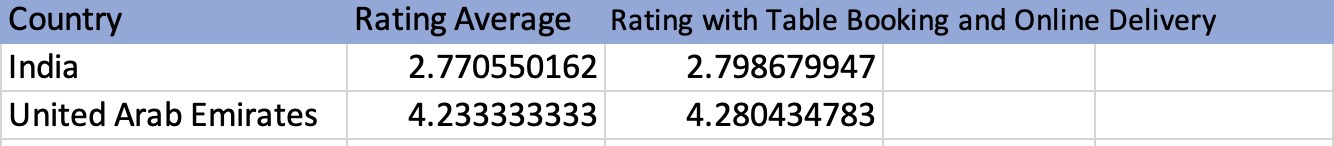 Country Rating Average Rating with Table Booking and Online Delivery
India 2.770550162 2.798679947
United Arab Emirates 4.233333333 4.280434783